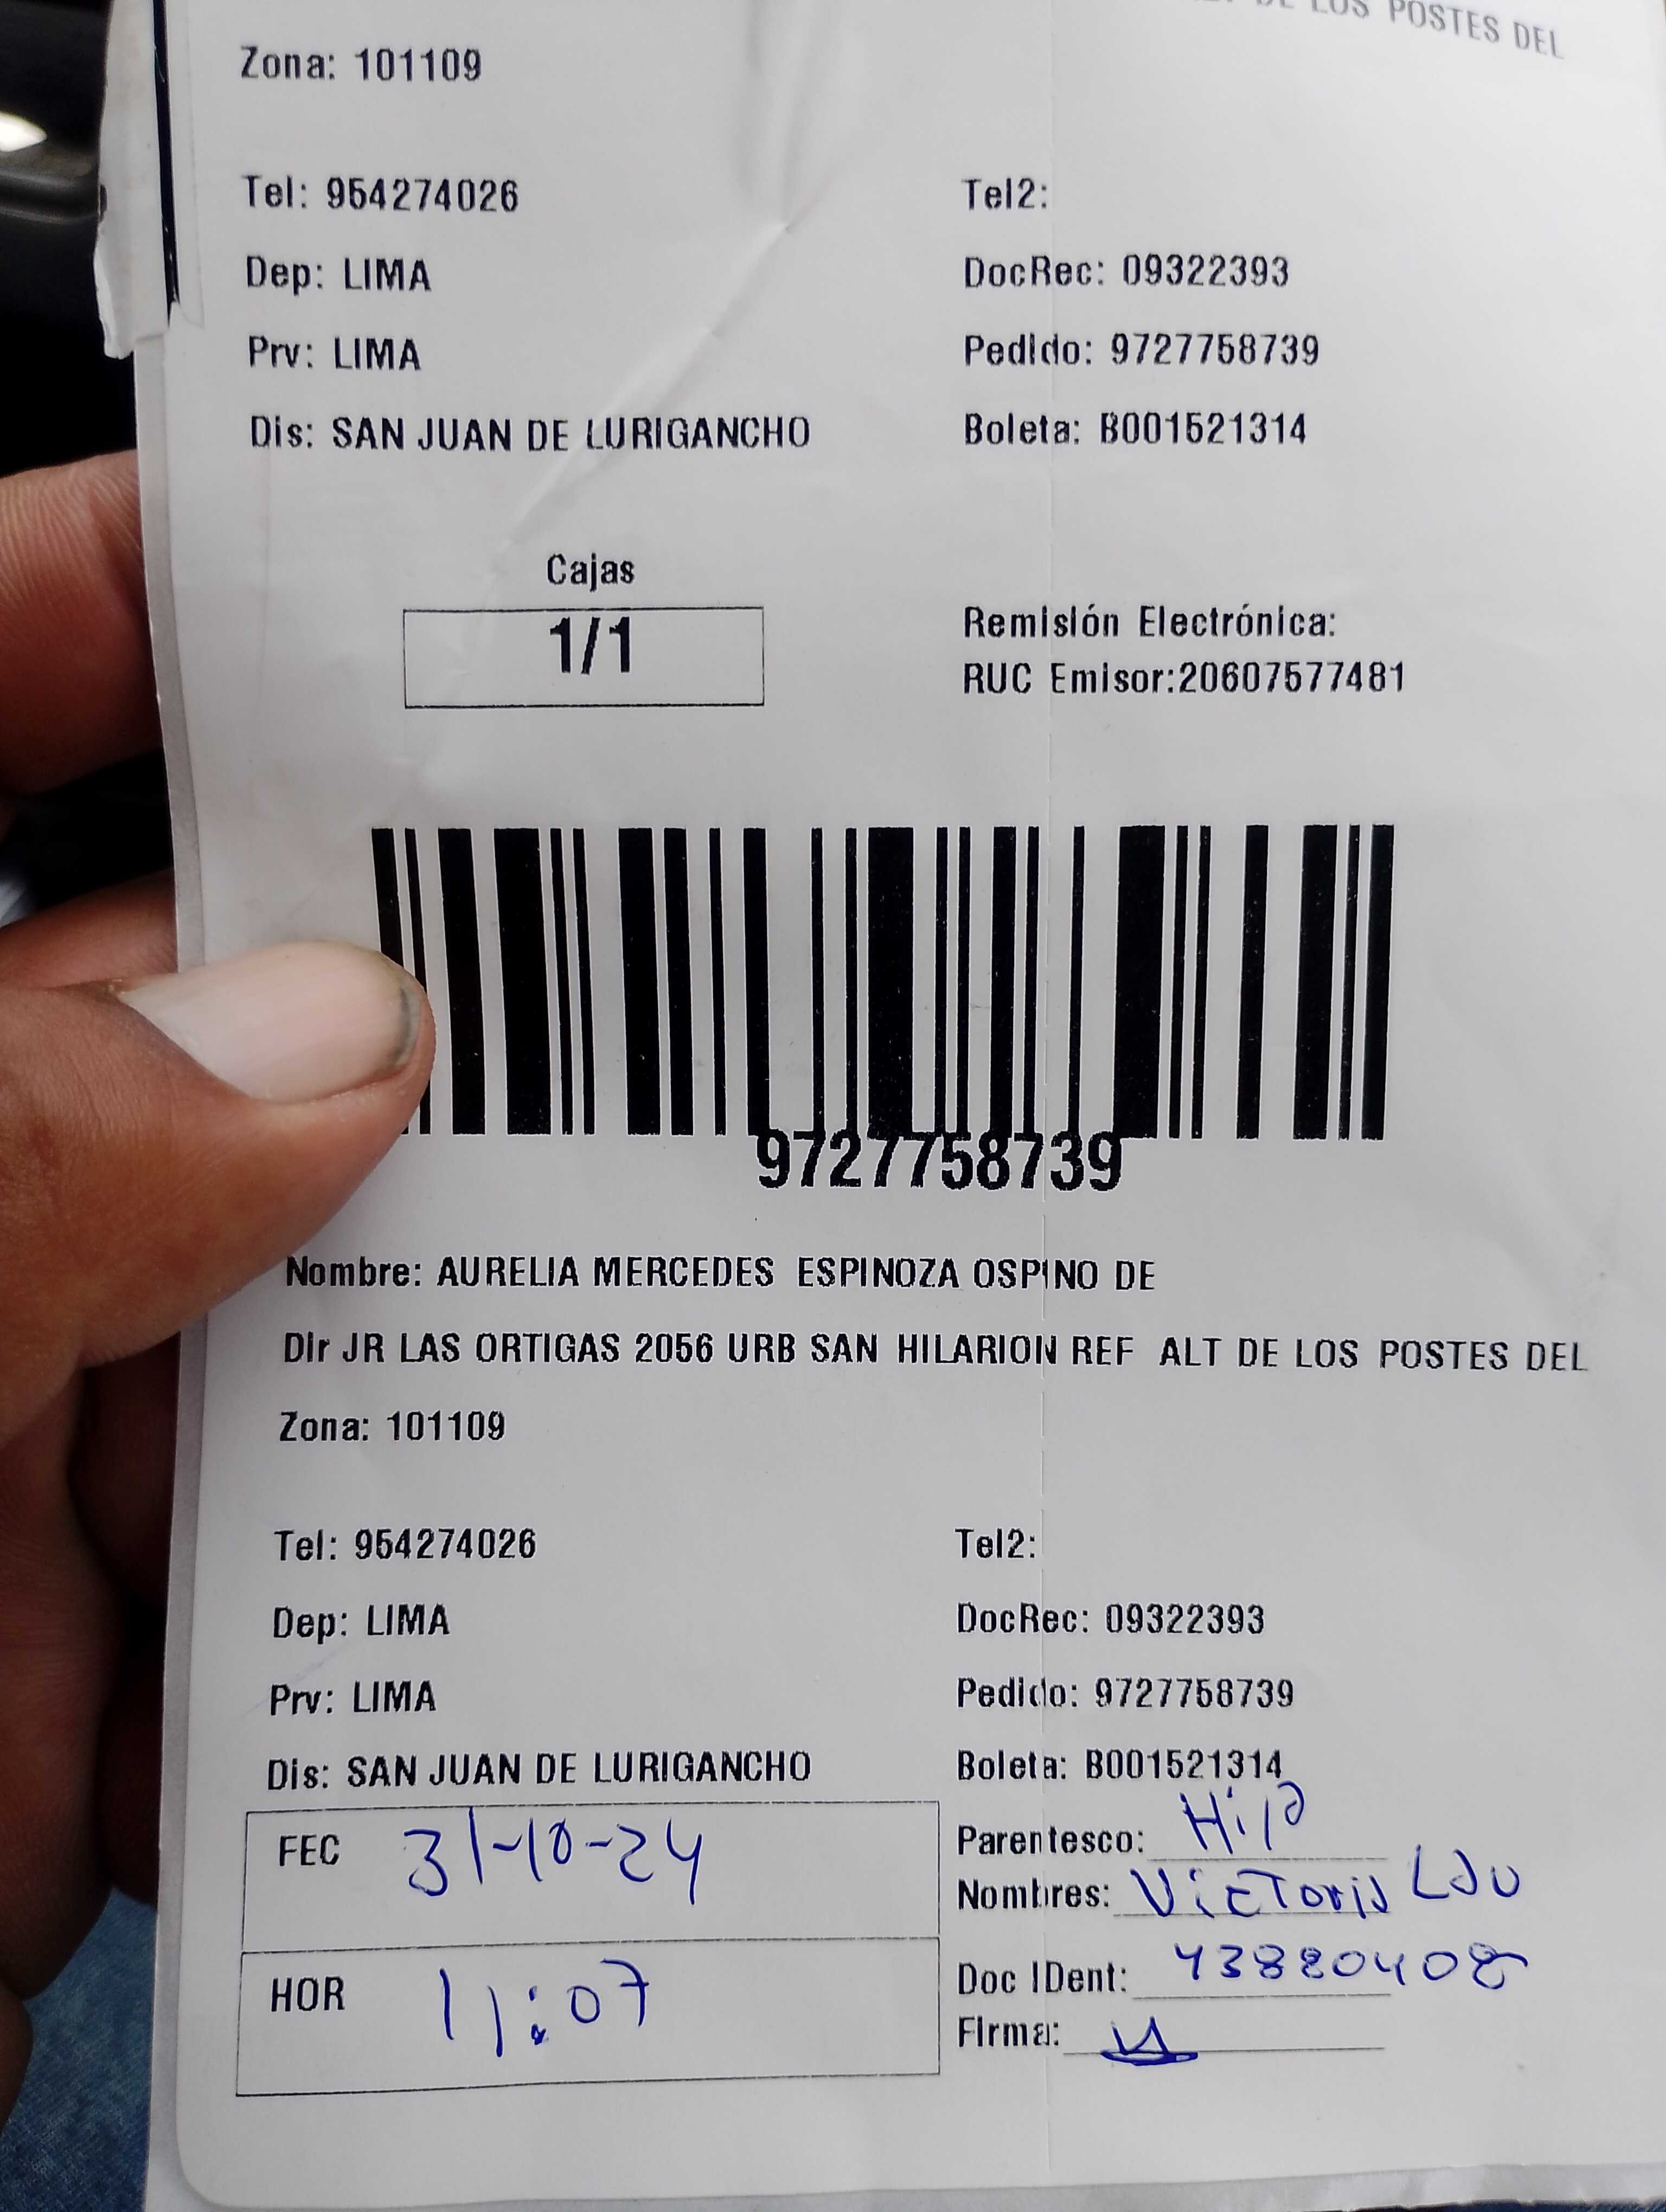 DE LOS POSTES DEL
Zona: 101109
Tel: 954274026 Tel2:
Dep: LIMA DocRec: 09322393
Prv: LIMA Pedido: 9727758739
Dis: SAN JUAN DE LURIGANCHO Boleta: B001521314
Cajas
1/1
Remisión Electrónica:
RUC Emisor:20607577481
9727758739
Nombre: AURELIA MERCEDES ESPINOZA OSPINO DE
Dir JR LAS ORTIGAS 2056 URB SAN HILARION REF ALT DE LOS POSTES DEL
Zona: 101109
Tel: 954274026 Tel2:
Dep: LIMA DocRec: 09322393
Prv: LIMA Pedido: 9727758739
Dis: SAN JUAN DE LURIGANCHO Boleta: B001521314
FEC 31-10-24
Parentesco: Hija
Nombres: Victoria Lau
HOR 11:07
Doc IDent: 43880408
Firma: